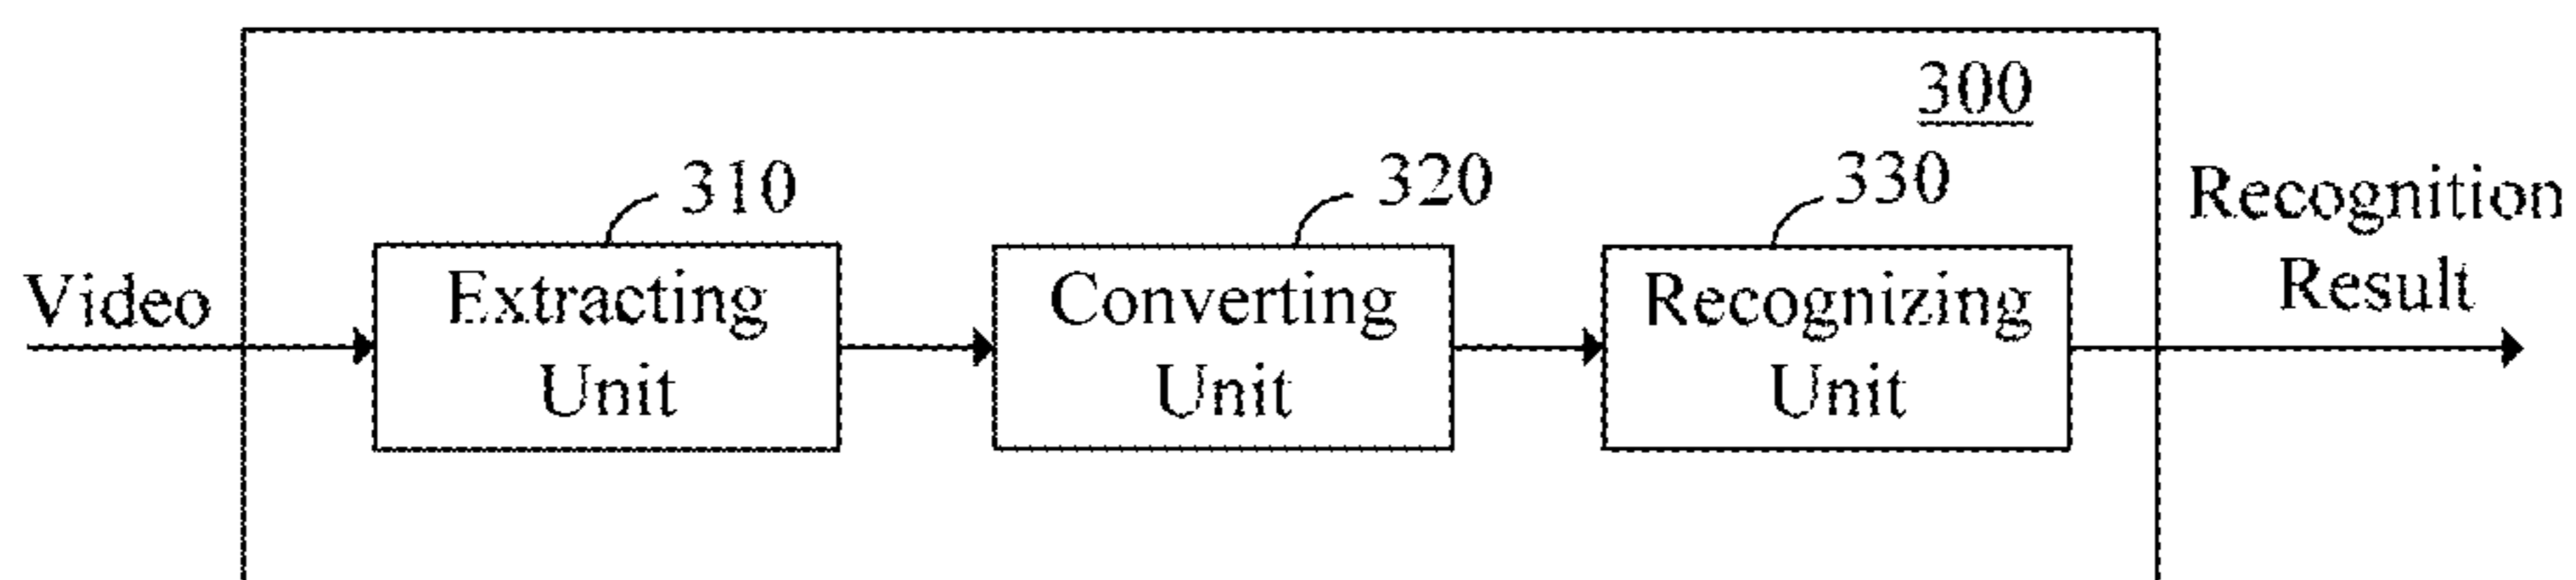 300
310
320
330
Video
Extracting
Unit
Converting
Unit
Recognizing
Unit
Recognition
Result